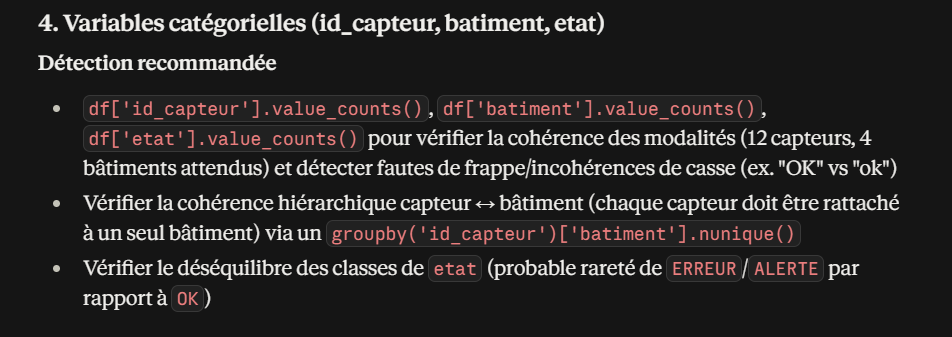 4. Variables catégorielles (id_capteur, batiment, etat)
Détection recommandée
• df['id_capteur'].value_counts(), df['batiment'].value_counts(),
df['etat'].value_counts() pour vérifier la cohérence des modalités (12 capteurs, 4
bâtiments attendus) et détecter fautes de frappe/incohérences de casse (ex. "OK" vs "ok")
• Vérifier la cohérence hiérarchique capteur ↔ bâtiment (chaque capteur doit être rattaché
à un seul bâtiment) via un groupby('id_capteur')['batiment'].nunique()
• Vérifier le déséquilibre des classes de etat (probable rareté de ERREUR/ALERTE par
rapport à OK)